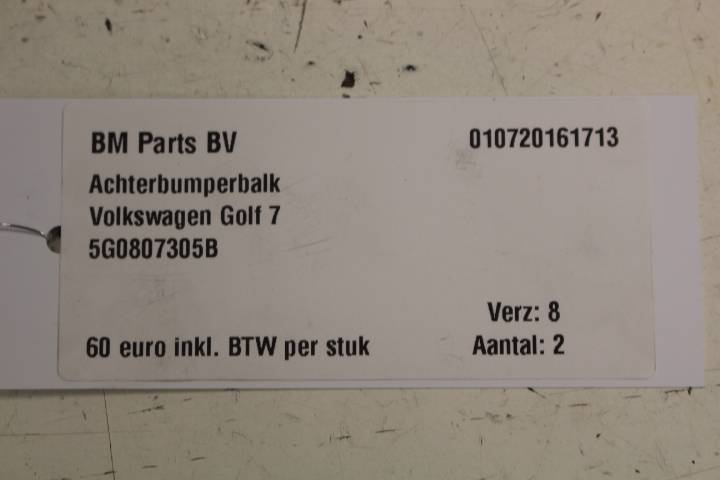 BM Parts BV 010720161713
Achterbumperbalk
Volkswagen Golf 7
5G0807305B
Verz: 8
60 euro inkl. BTW per stuk Aantal: 2